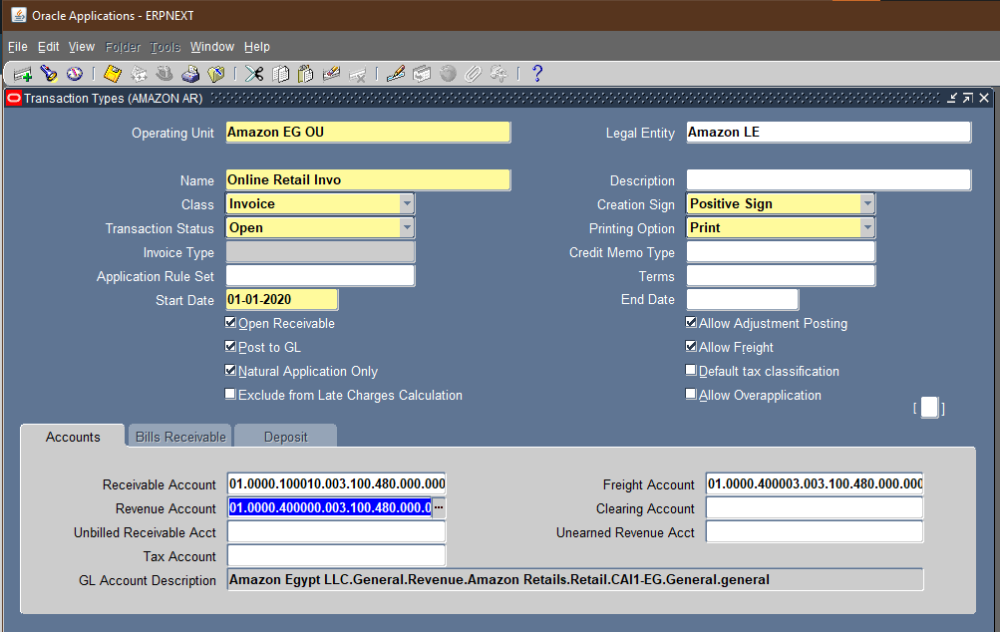 Oracle Applications - ERPNEXT
File Edit View Folder Tools Window Help
?
Transaction Types (AMAZON AR)
Operating Unit Amazon EG OU Legal Entity Amazon LE
Name Online Retail Invo Description
Class Invoice Creation Sign Positive Sign
Transaction Status Open Printing Option Print
Invoice Type Credit Memo Type
Application Rule Set Terms
Start Date 01-01-2020 End Date
Open Receivable Allow Adjustment Posting
Post to GL Allow Freight
Natural Application Only Default tax classification
Exclude from Late Charges Calculation Allow Overapplication
[ ]
Accounts Bills Receivable Deposit
Receivable Account 01.0000.100010.003.100.480.000.000 Freight Account 01.0000.400003.003.100.480.000.000
Revenue Account 01.0000.400000.003.100.480.000.0 ... Clearing Account
Unbilled Receivable Acct Unearned Revenue Acct
Tax Account
GL Account Description Amazon Egypt LLC.General.Revenue.Amazon Retails.Retail.CAI1-EG.General.general